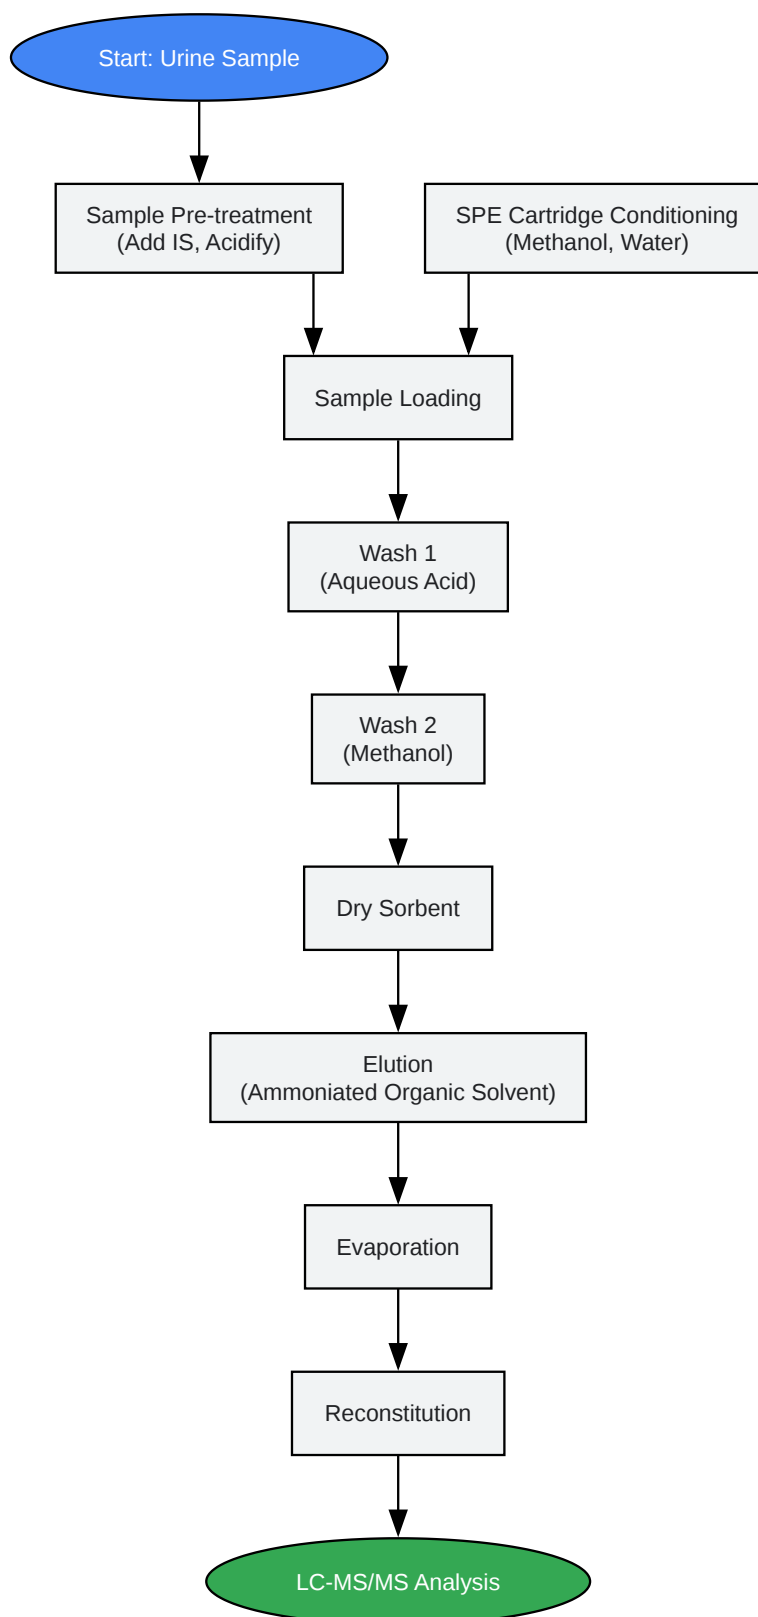 Start: Urine Sample
Sample Pre-treatment
(Add IS, Acidify)
SPE Cartridge Conditioning
(Methanol, Water)
Sample Loading
Wash 1
(Aqueous Acid)
Wash 2
(Methanol)
Dry Sorbent
Elution
(Ammoniated Organic Solvent)
Evaporation
Reconstitution
LC-MS/MS Analysis